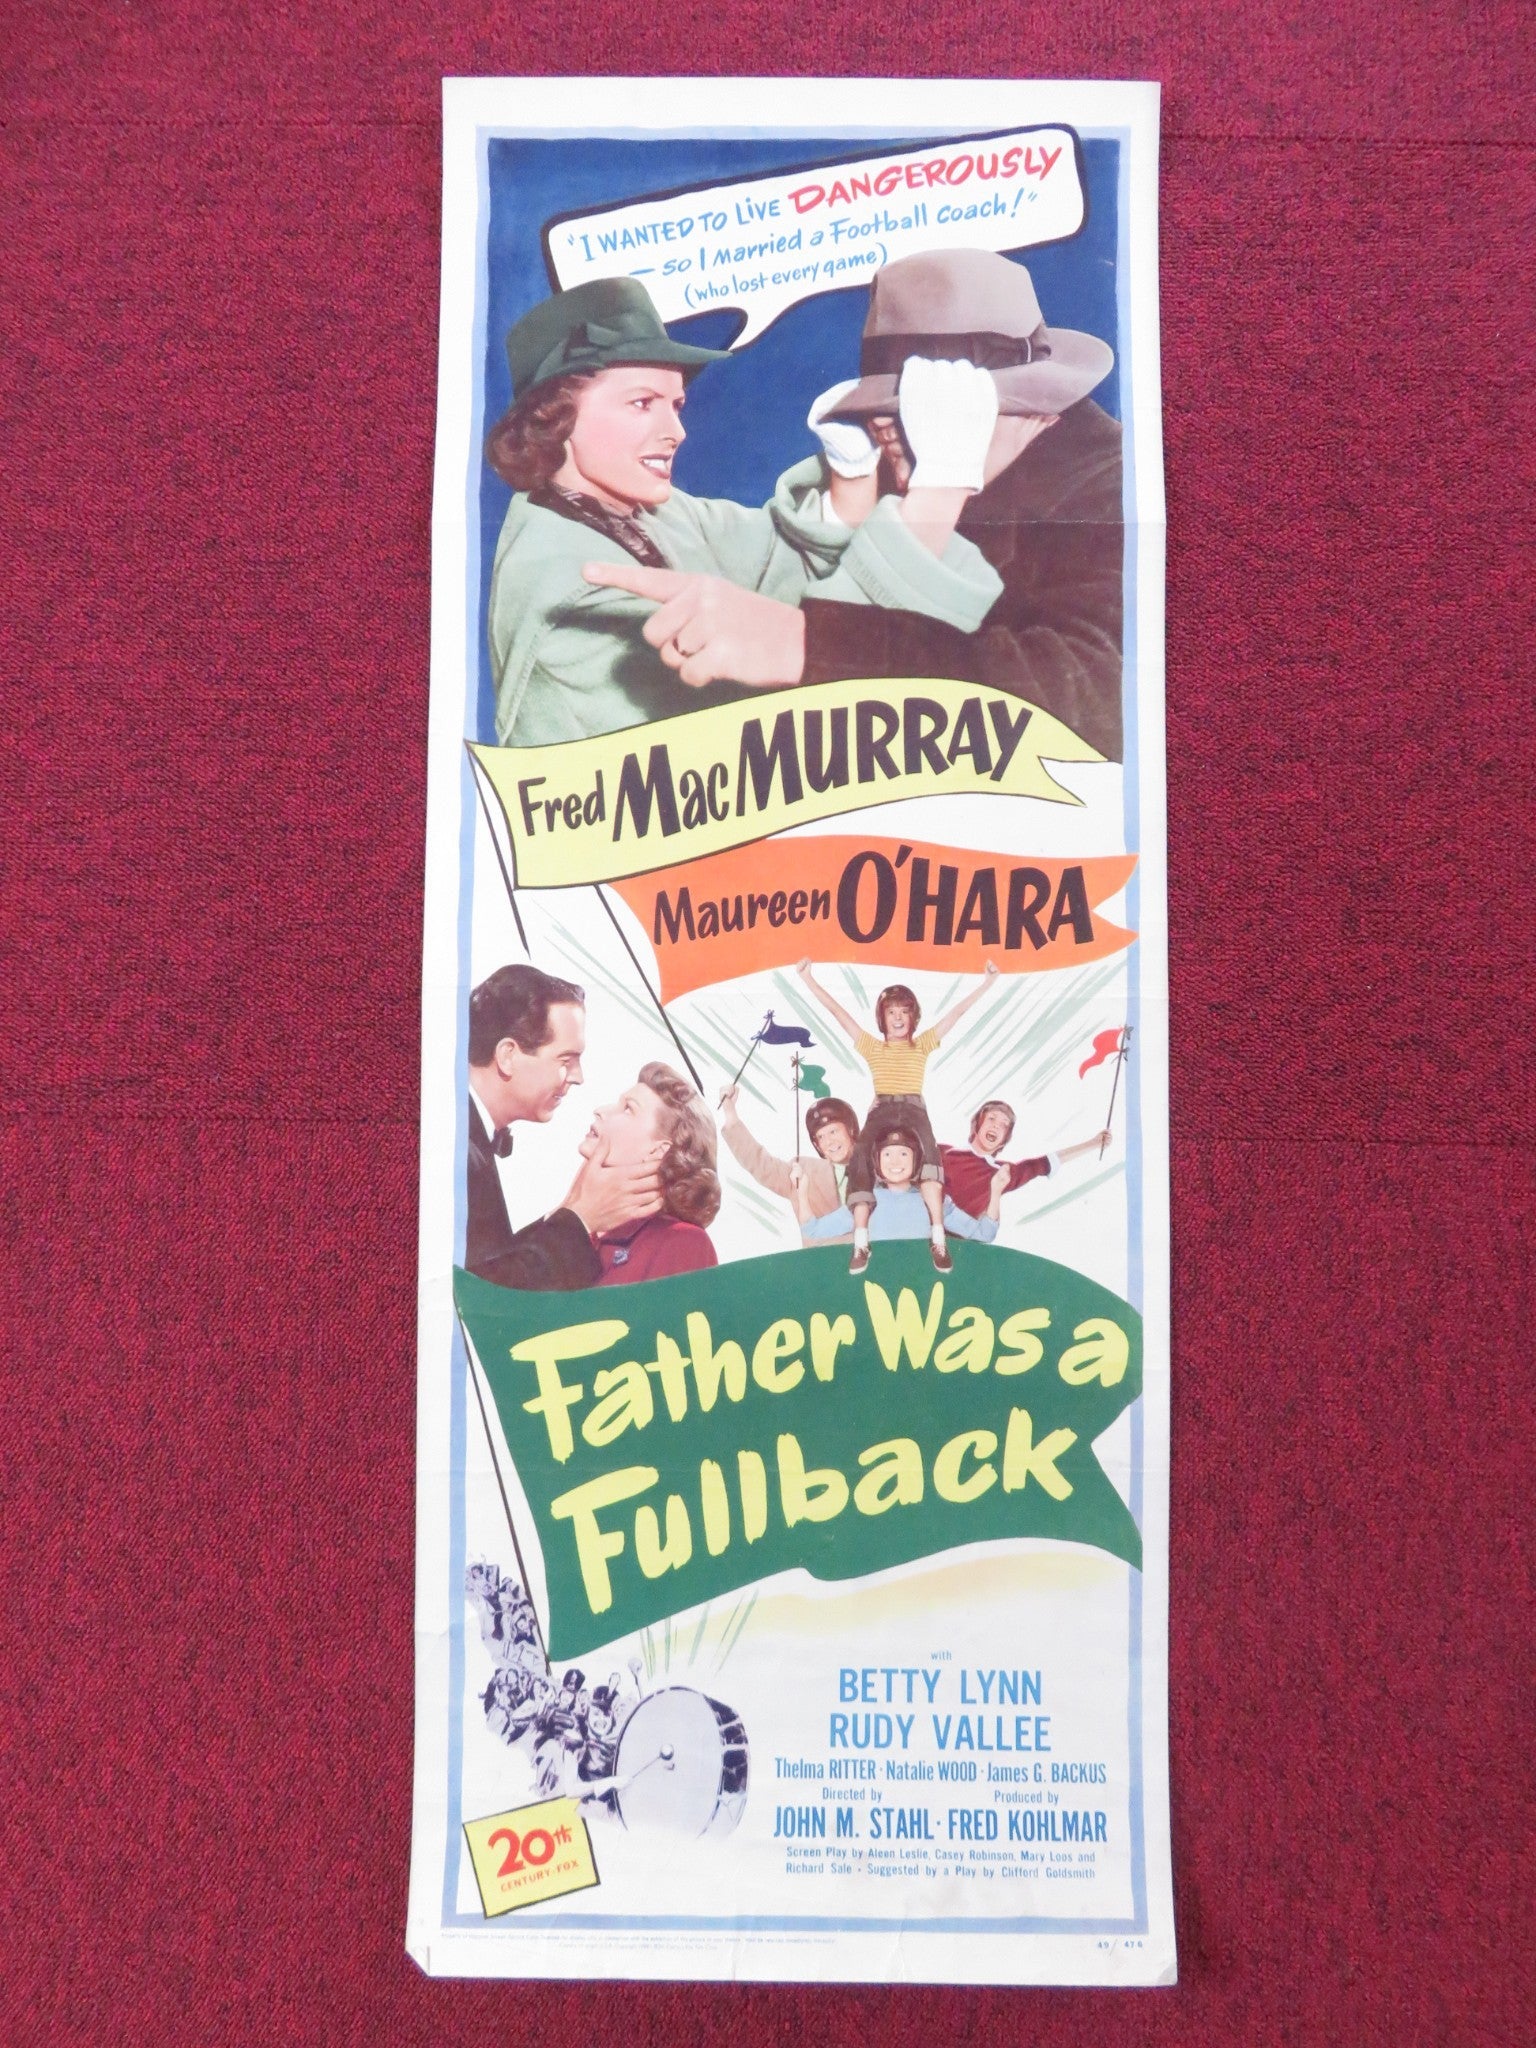 "I WANTED TO LIVE DANGEROUSLY
— SO I MARRIED a FOOTBALL COACH!"
(who lost every game)
Fred MacMURRAY
Maureen O'HARA
Father Was a
Fullback
with
BETTY LYNN
RUDY VALLEE
Thelma RITTER · Natalie WOOD · James G. BACKUS
Directed by Produced by
JOHN M. STAHL · FRED KOHLMAR
Screen Play by Aleen Leslie, Casey Robinson, Mary Loos and
Richard Sale - Suggested by a Play by Clifford Goldsmith
20th
CENTURY-FOX
49/476